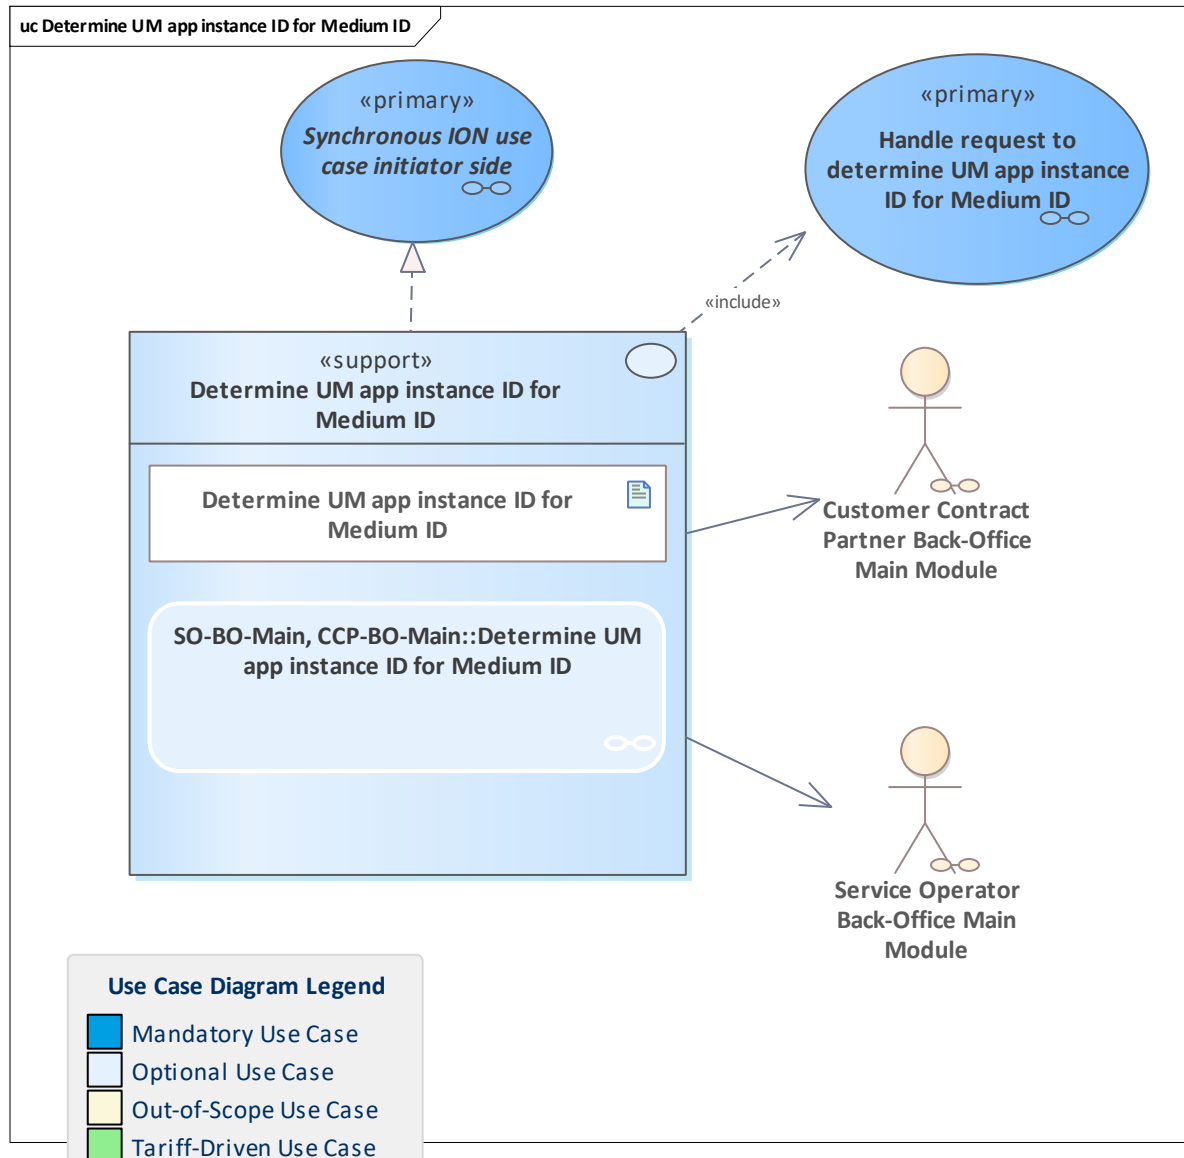 uc Determine UM app instance ID for Medium ID
«primary»
Synchronous ION use
case initiator side
«primary»
Handle request to
determine UM app instance
ID for Medium ID
«include»
«support»
Determine UM app instance ID for
Medium ID
Determine UM app instance ID for
Medium ID
SO-BO-Main, CCP-BO-Main::Determine UM
app instance ID for Medium ID
Customer Contract
Partner Back-Office
Main Module
Service Operator
Back-Office Main
Module
Use Case Diagram Legend
Mandatory Use Case
Optional Use Case
Out-of-Scope Use Case
Tariff-Driven Use Case